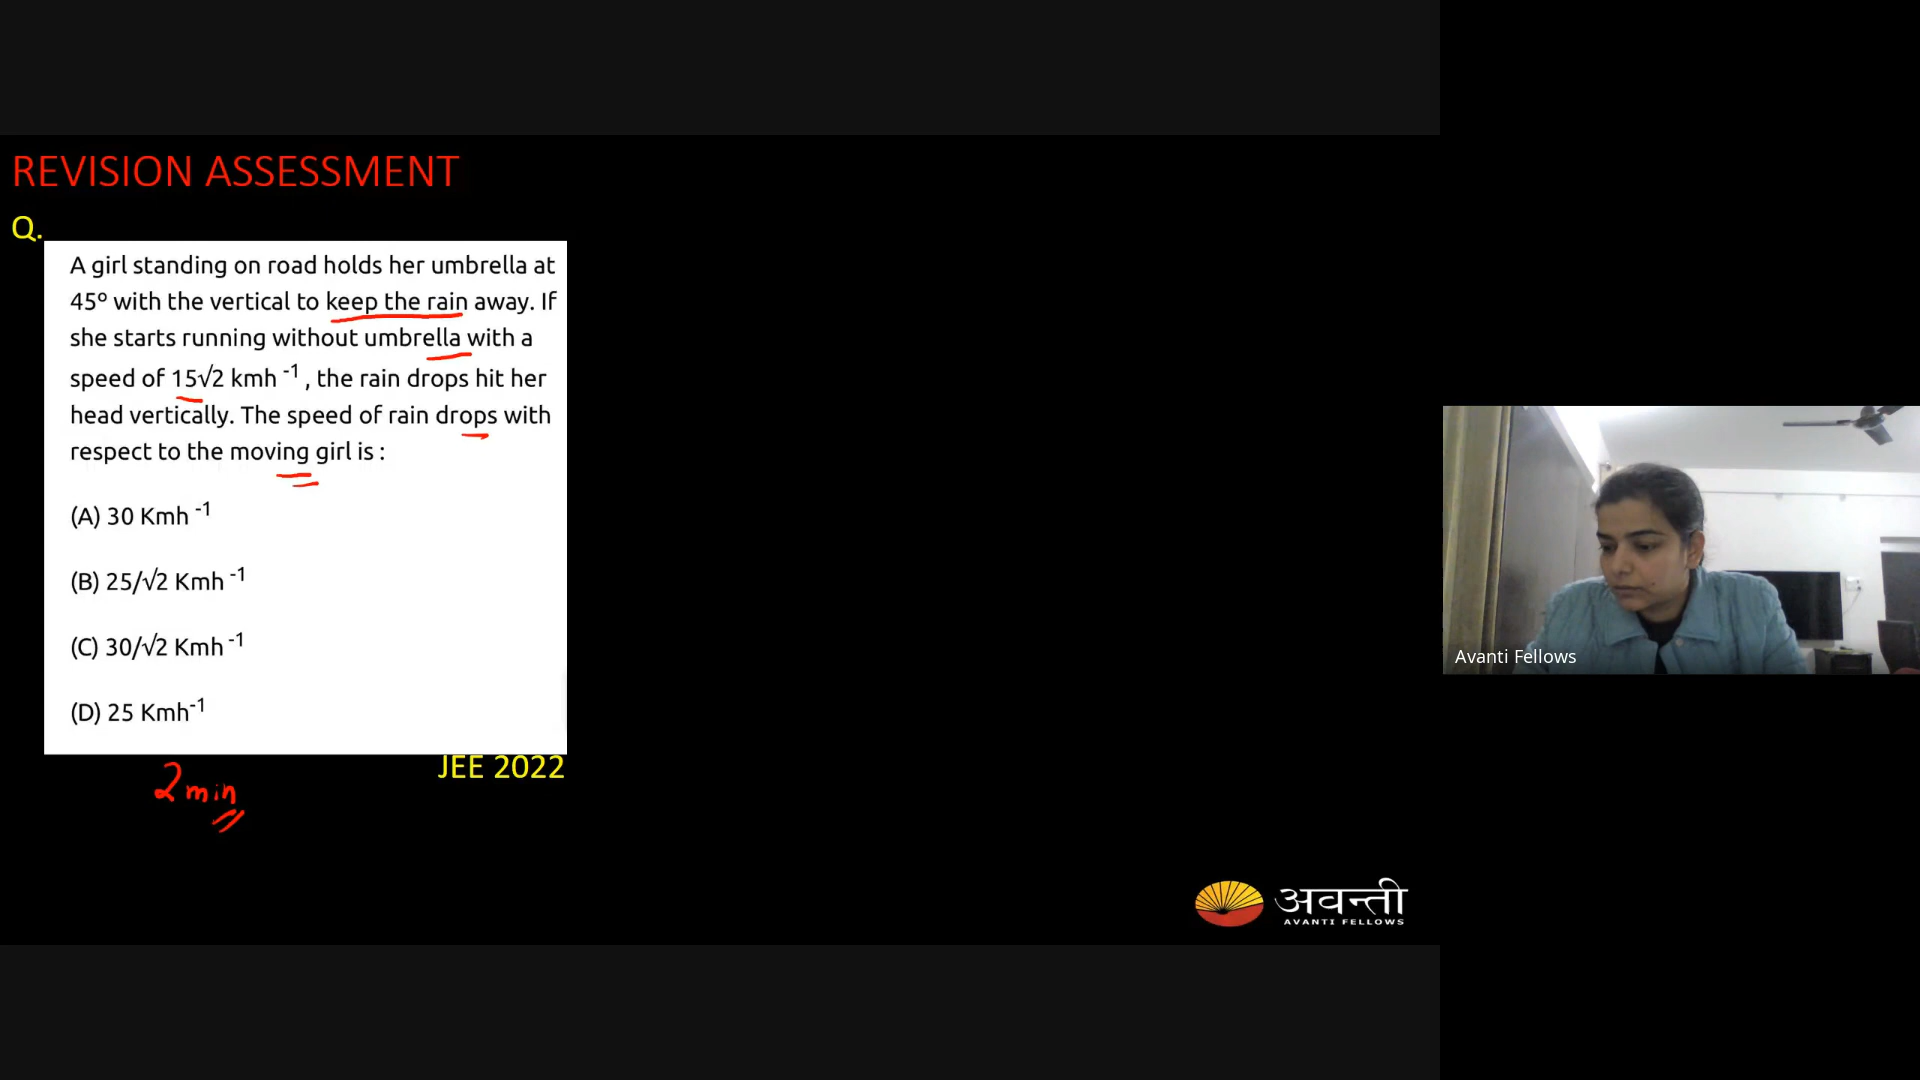 REVISION ASSESSMENT
Q.
A girl standing on road holds her umbrella at
45º with the vertical to keep the rain away. If
she starts running without umbrella with a
speed of 15√2 kmh ⁻¹ , the rain drops hit her
head vertically. The speed of rain drops with
respect to the moving girl is :
(A) 30 Kmh ⁻¹
(B) 25/√2 Kmh ⁻¹
(C) 30/√2 Kmh ⁻¹
(D) 25 Kmh⁻¹
JEE 2022
2 min
Avanti Fellows
अवन्ती
AVANTI FELLOWS